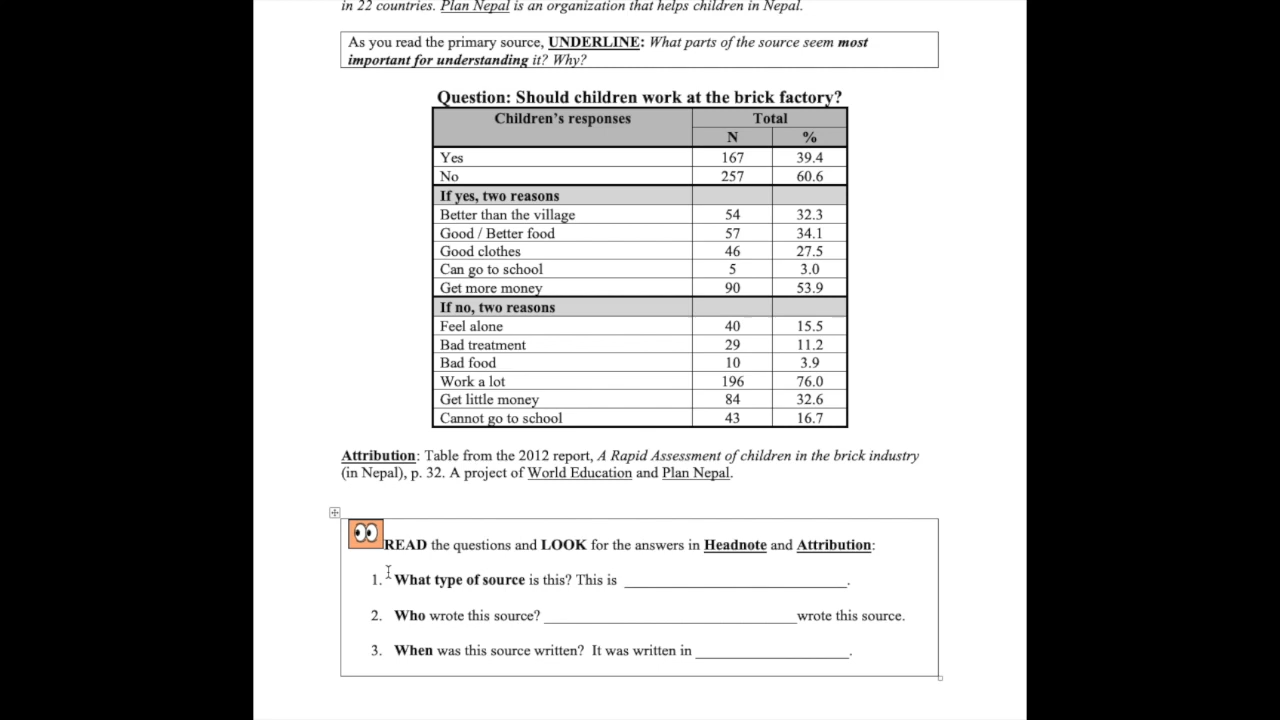 in 22 countries. Plan Nepal is an organization that helps children in Nepal.
As you read the primary source, UNDERLINE: What parts of the source seem most
important for understanding it? Why?
Question: Should children work at the brick factory?
Children's responses Total
N %
Yes 167 39.4
No 257 60.6
If yes, two reasons
Better than the village 54 32.3
Good / Better food 57 34.1
Good clothes 46 27.5
Can go to school 5 3.0
Get more money 90 53.9
If no, two reasons
Feel alone 40 15.5
Bad treatment 29 11.2
Bad food 10 3.9
Work a lot 196 76.0
Get little money 84 32.6
Cannot go to school 43 16.7
Attribution: Table from the 2012 report, A Rapid Assessment of children in the brick industry
(in Nepal), p. 32. A project of World Education and Plan Nepal.
READ the questions and LOOK for the answers in Headnote and Attribution:
1. What type of source is this? This is ____________________.
2. Who wrote this source? ____________________wrote this source.
3. When was this source written? It was written in ____________________.